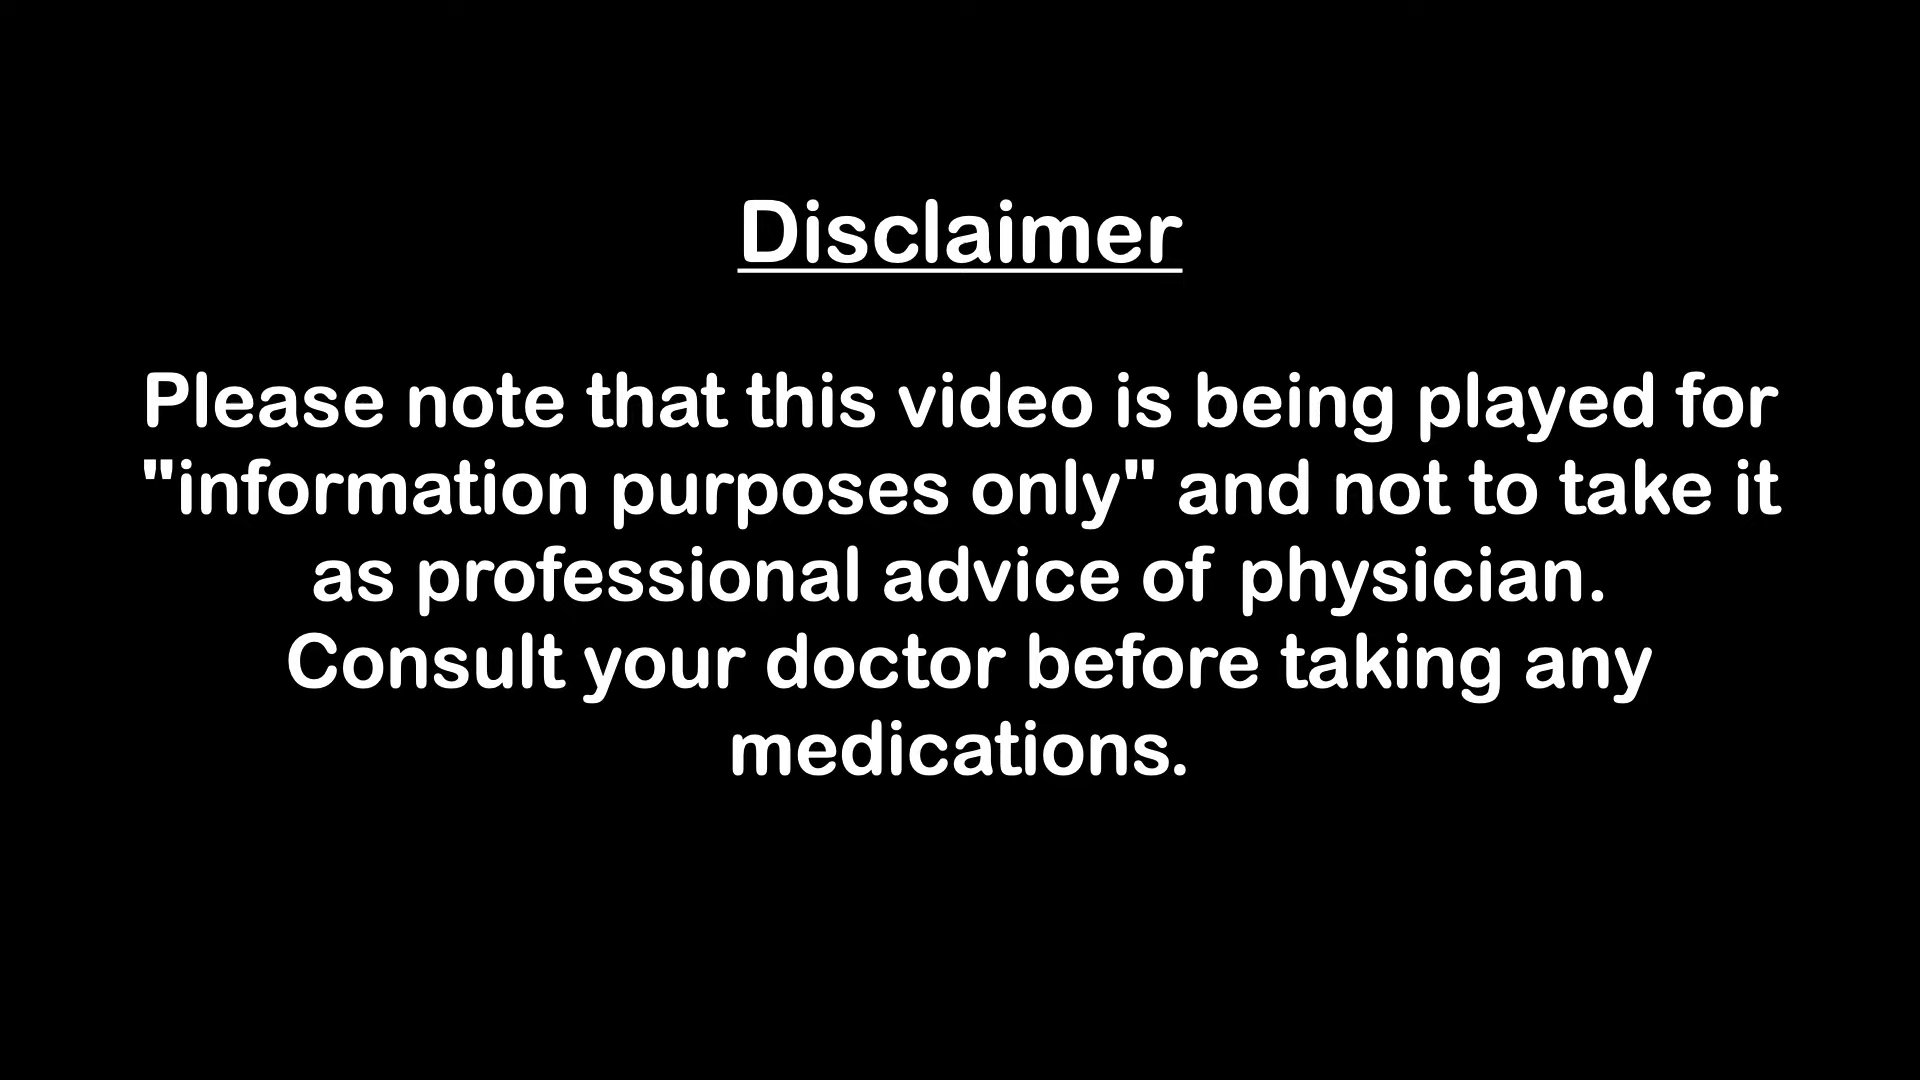 Disclaimer
Please note that this video is being played for
"information purposes only" and not to take it
as professional advice of physician.
Consult your doctor before taking any
medications.